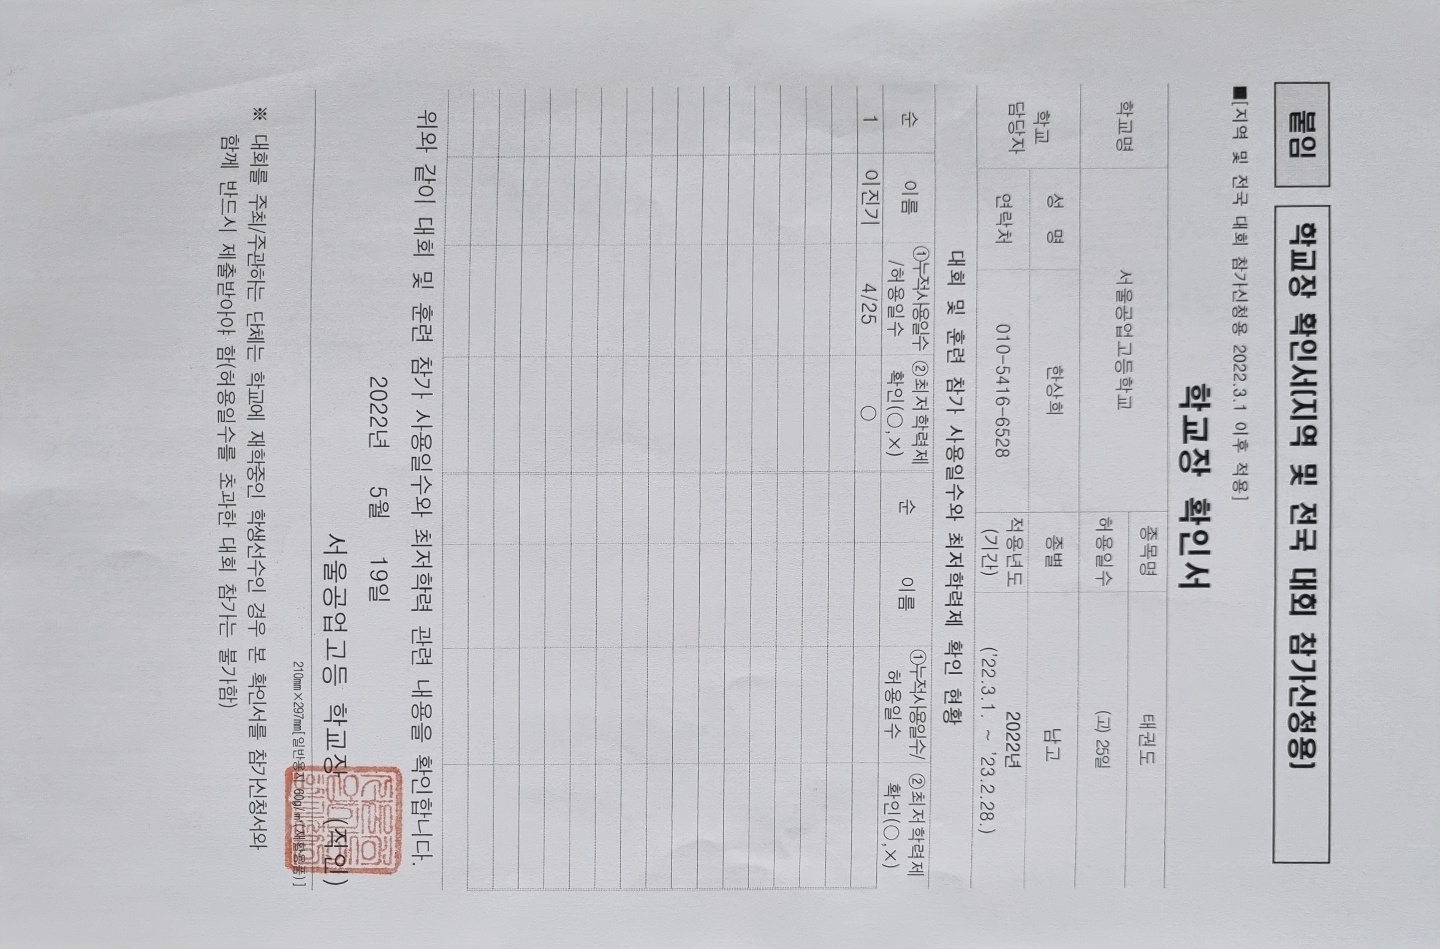 붙임
학교장 확인서(지역 및 전국 대회 참가신청용)
■[지역 및 전국 대회 참가신청용 2022.3.1 이후 적용]
학교장 확인서
학교명 서울공업고등학교 종목명 태권도
허용일수 (고) 25일
학교
담당자
성 명 한상희 종별 남고
연락처 010-5416-6528 적용년도
(기간)
2022년
('22.3.1. ~ '23.2.28.)
대회 및 훈련 참가 사용일수와 최저학력제 확인 현황
순 이름 ①누적사용일수
/허용일수
②최저학력제
확인(○,X)
순 이름 ①누적사용일수/
허용일수
②최저학력제
확인(○,X)
1 이진기 4/25 ○
위와 같이 대회 및 훈련 참가 사용일수와 최저학력 관련 내용을 확인합니다.
2022년 5월 19일
서울공업고등 학교장 (직인)
210㎜×297㎜[일반용지 60g/㎡(재활용품)]
※ 대회를 주최/주관하는 단체는 학교에 재학중인 학생선수인 경우 본 확인서를 참가신청서와
함께 반드시 제출받아야 함(허용일수를 초과한 대회 참가는 불가함)